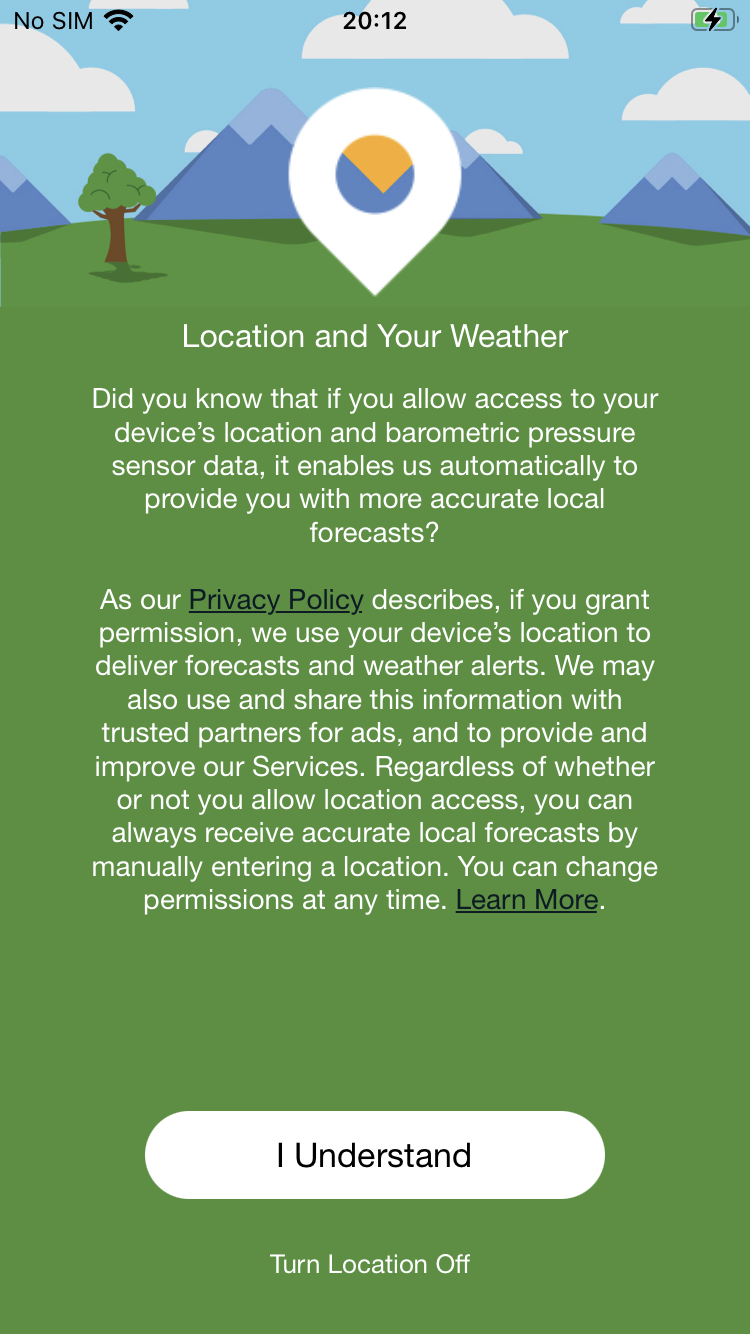 No SIM 20:12
Location and Your Weather
Did you know that if you allow access to your
device’s location and barometric pressure
sensor data, it enables us automatically to
provide you with more accurate local
forecasts?
As our Privacy Policy describes, if you grant
permission, we use your device’s location to
deliver forecasts and weather alerts. We may
also use and share this information with
trusted partners for ads, and to provide and
improve our Services. Regardless of whether
or not you allow location access, you can
always receive accurate local forecasts by
manually entering a location. You can change
permissions at any time. Learn More.
I Understand
Turn Location Off